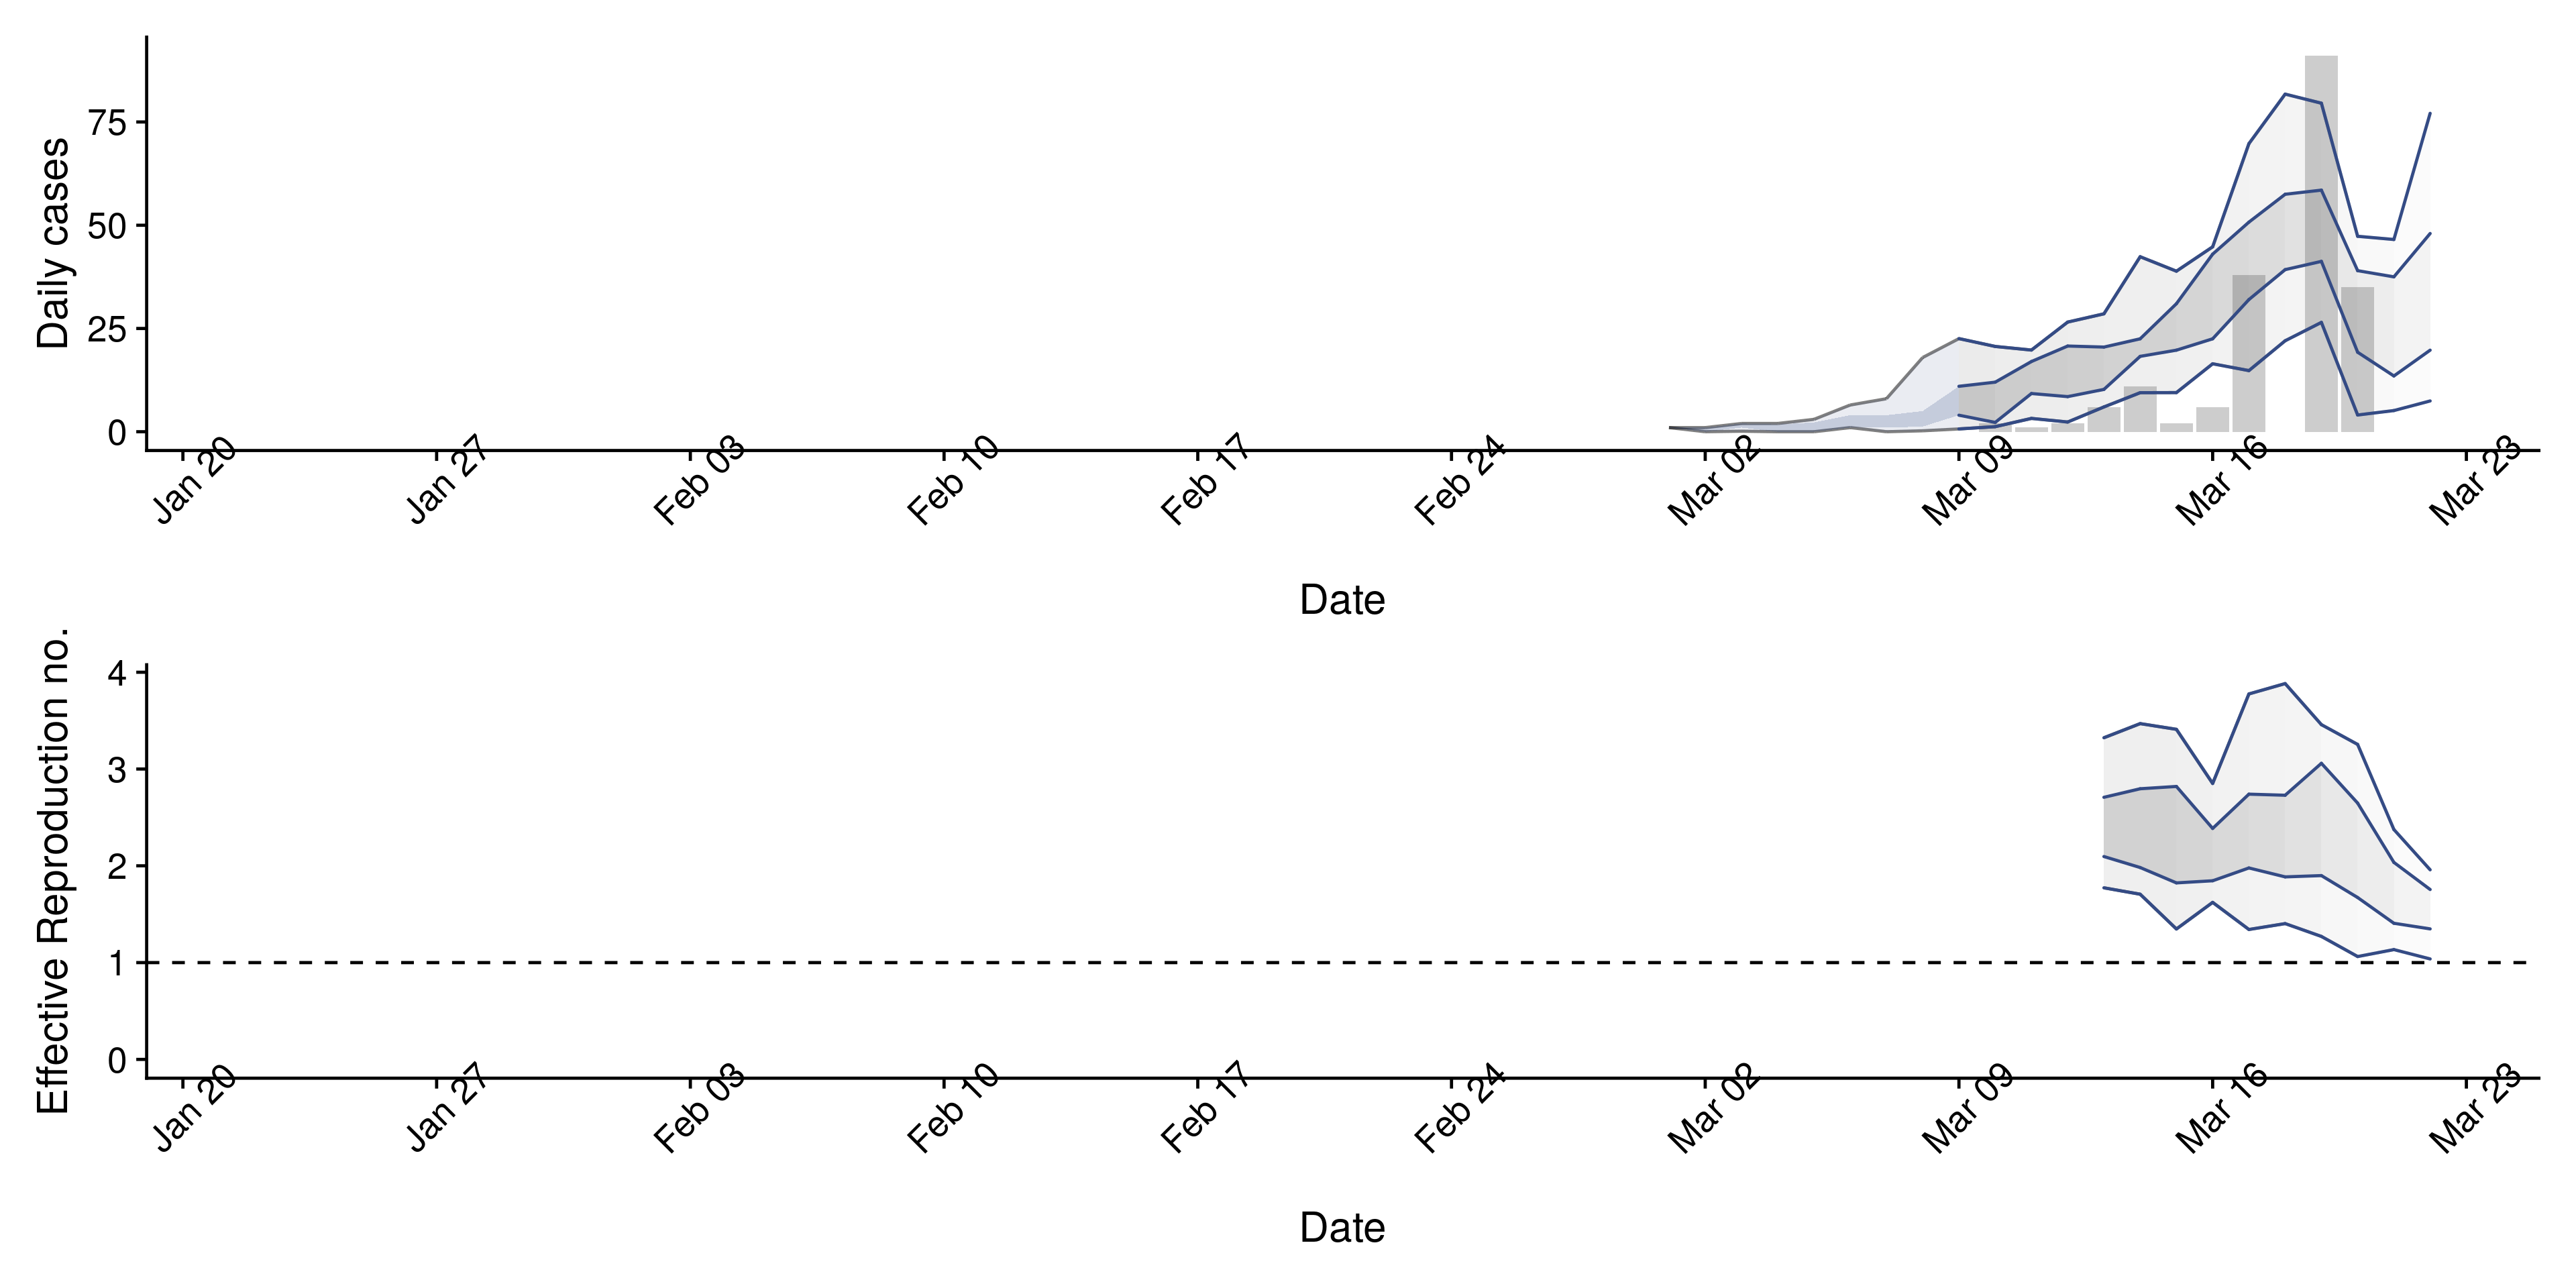 Daily cases
75
50
25
0
Jan 20
Jan 27
Feb 03
Feb 10
Feb 17
Feb 24
Mar 02
Mar 09
Mar 16
Mar 23
Date
Effective Reproduction no.
4
3
2
1
0
Jan 20
Jan 27
Feb 03
Feb 10
Feb 17
Feb 24
Mar 02
Mar 09
Mar 16
Mar 23
Date